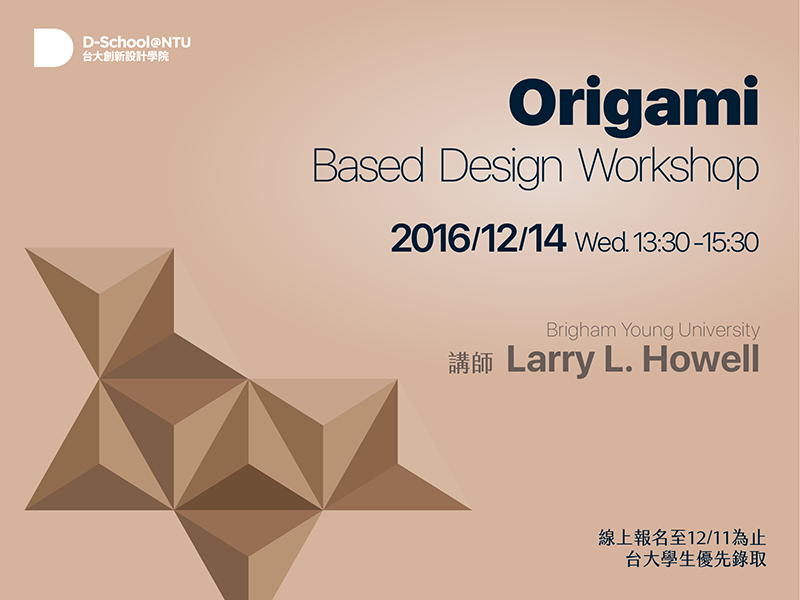 D-School@NTU
台大創新設計學院
Origami
Based Design Workshop
2016/12/14 Wed. 13:30-15:30
Brigham Young University
講師 Larry L. Howell
線上報名至12/11為止
台大學生優先錄取